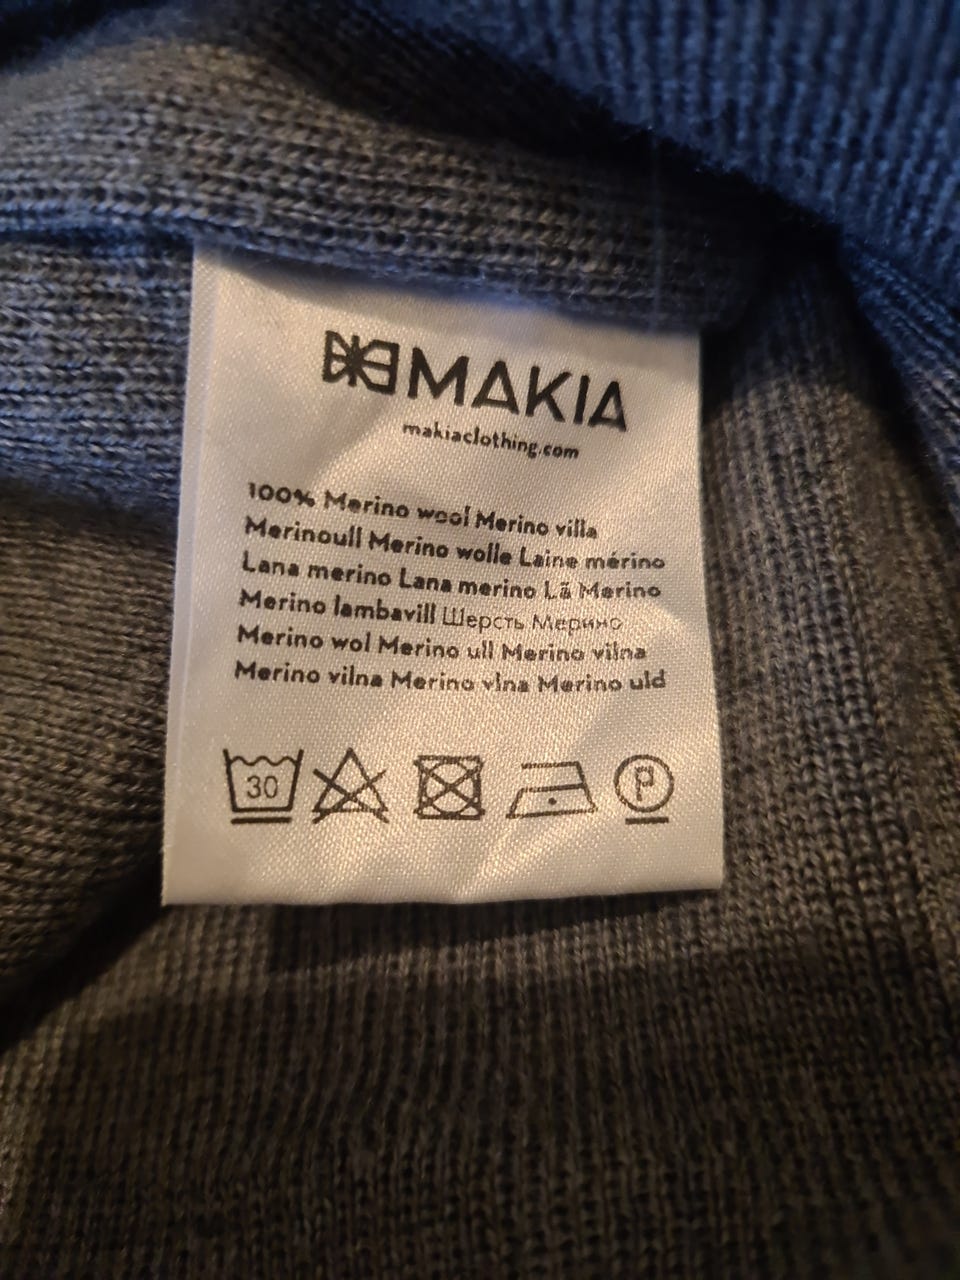 MAKIA
makiaclothing.com
100% Merino wool Merino villa
Merinoull Merino wolle Laine mérino
Lana merino Lana merino Lã Merino
Merino lambavill Шерсть Мерино
Merino wol Merino ull Merino vilna
Merino vilna Merino vlna Merino uld
30
P